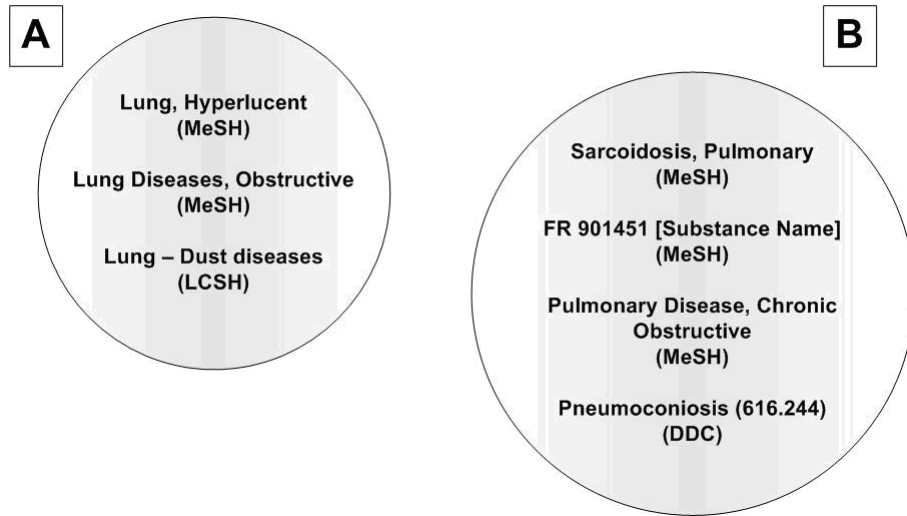 A
Lung, Hyperlucent
(MeSH)
Lung Diseases, Obstructive
(MeSH)
Lung – Dust diseases
(LCSH)
B
Sarcoidosis, Pulmonary
(MeSH)
FR 901451 [Substance Name]
(MeSH)
Pulmonary Disease, Chronic
Obstructive
(MeSH)
Pneumoconiosis (616.244)
(DDC)